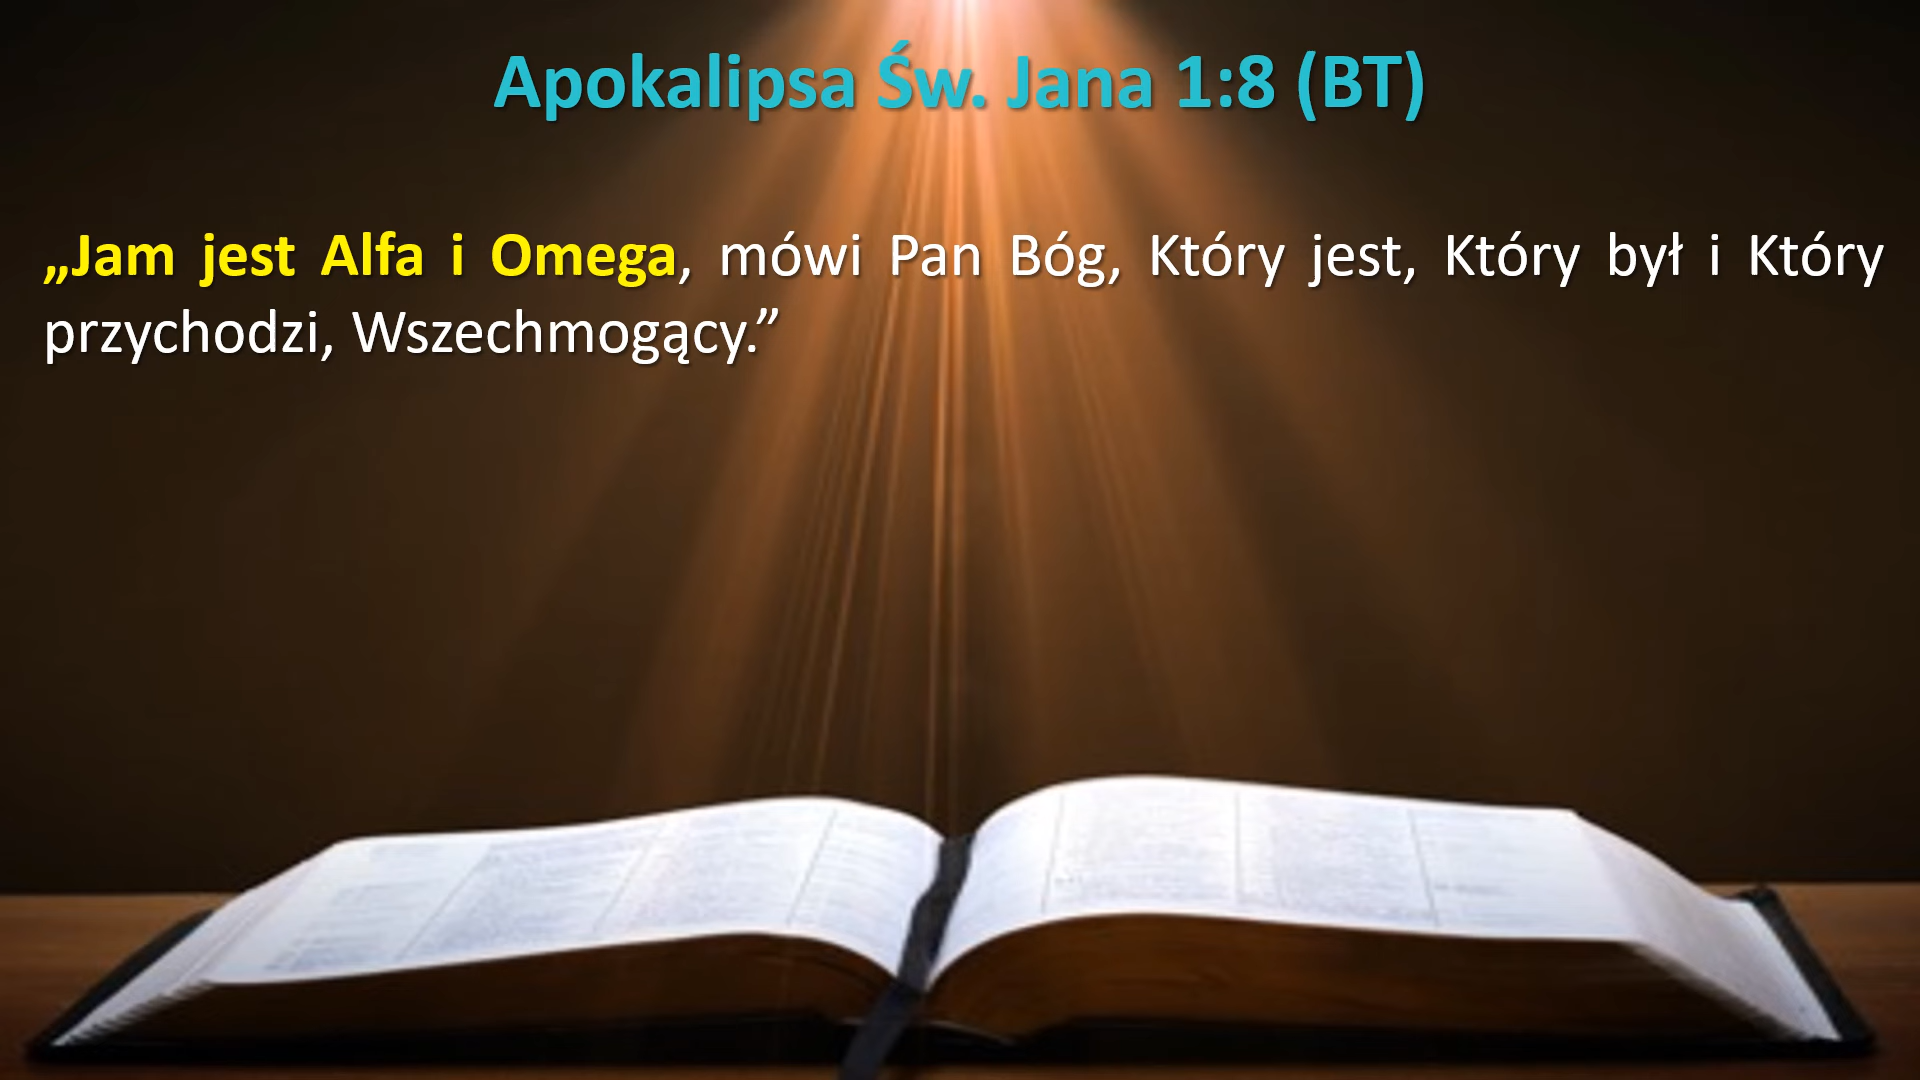 Apokalipsa Św. Jana 1:8 (BT)
„Jam jest Alfa i Omega, mówi Pan Bóg, Który jest, Który był i Który
przychodzi, Wszechmogący.”